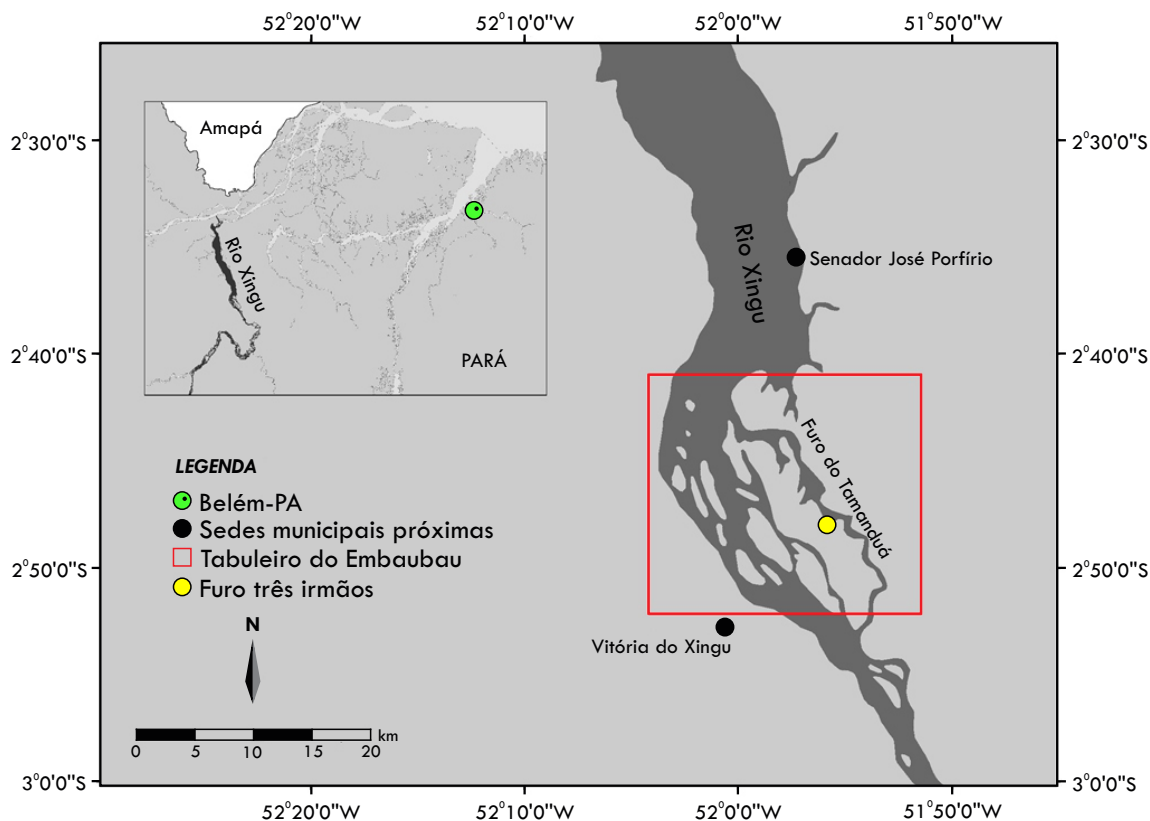 52°20'0"W
52°10'0"W
52°0'0"W
51°50'0"W
2°30'0"S
2°30'0"S
Amapá
Rio Xingu
PARÁ
Rio Xingu
Senador José Porfírio
2°40'0"S
2°40'0"S
Furo do Tamanduá
LEGENDA
Belém-PA
Sedes municipais próximas
Tabuleiro do Embaubau
Furo três irmãos
2°50'0"S
2°50'0"S
N
Vitória do Xingu
km
0 5 10 15 20
3°0'0"S
3°0'0"S
52°20'0"W
52°10'0"W
52°0'0"W
51°50'0"W